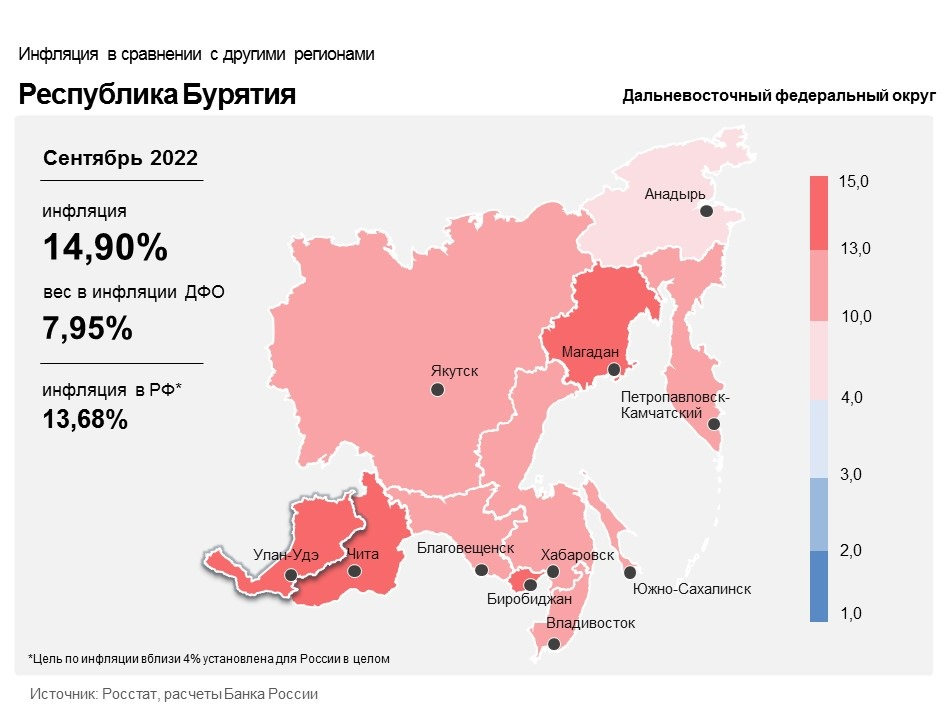 Инфляция в сравнении с другими регионами
Республика Бурятия
Дальневосточный федеральный округ
Сентябрь 2022
инфляция
14,90%
вес в инфляции ДФО
7,95%
инфляция в РФ*
13,68%
Анадырь
Магадан
Якутск
Петропавловск-
Камчатский
Улан-Удэ
Чита
Благовещенск
Хабаровск
Биробиджан
Южно-Сахалинск
Владивосток
15,0
13,0
10,0
4,0
3,0
2,0
1,0
*Цель по инфляции вблизи 4% установлена для России в целом
Источник: Росстат, расчеты Банка России